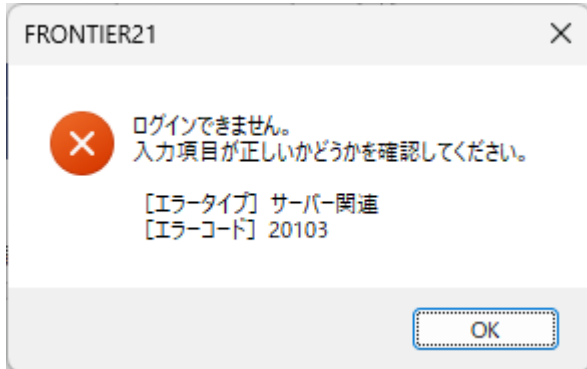 FRONTIER21
ログインできません。
入力項目が正しいかどうかを確認してください。
［エラータイプ］ サーバー関連
［エラーコード］ 20103
OK